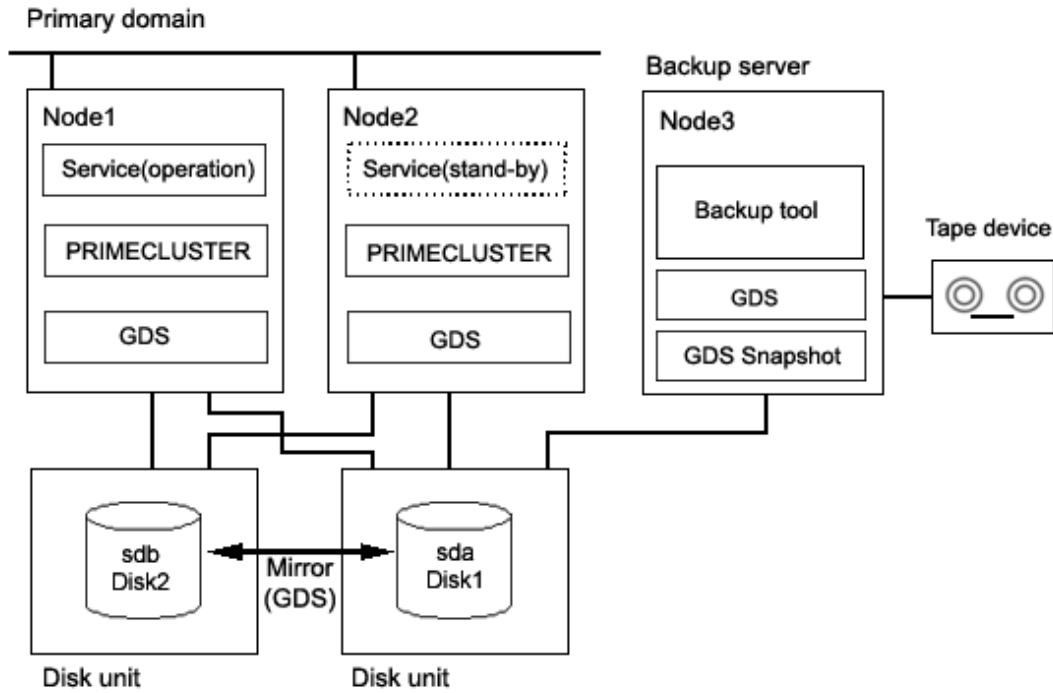 Primary domain
Backup server
Node1
Service(operation)
PRIMECLUSTER
GDS
Node2
Service(stand-by)
PRIMECLUSTER
GDS
Node3
Backup tool
GDS
GDS Snapshot
Tape device
sdb
Disk2
Mirror
(GDS)
sda
Disk1
Disk unit
Disk unit